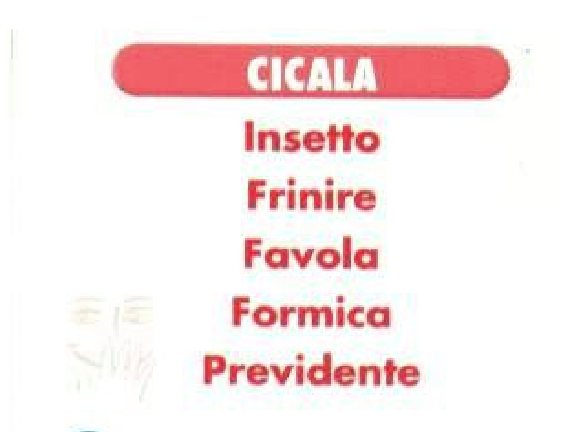 CICALA
Insetto
Frinire
Favola
Formica
Previdente